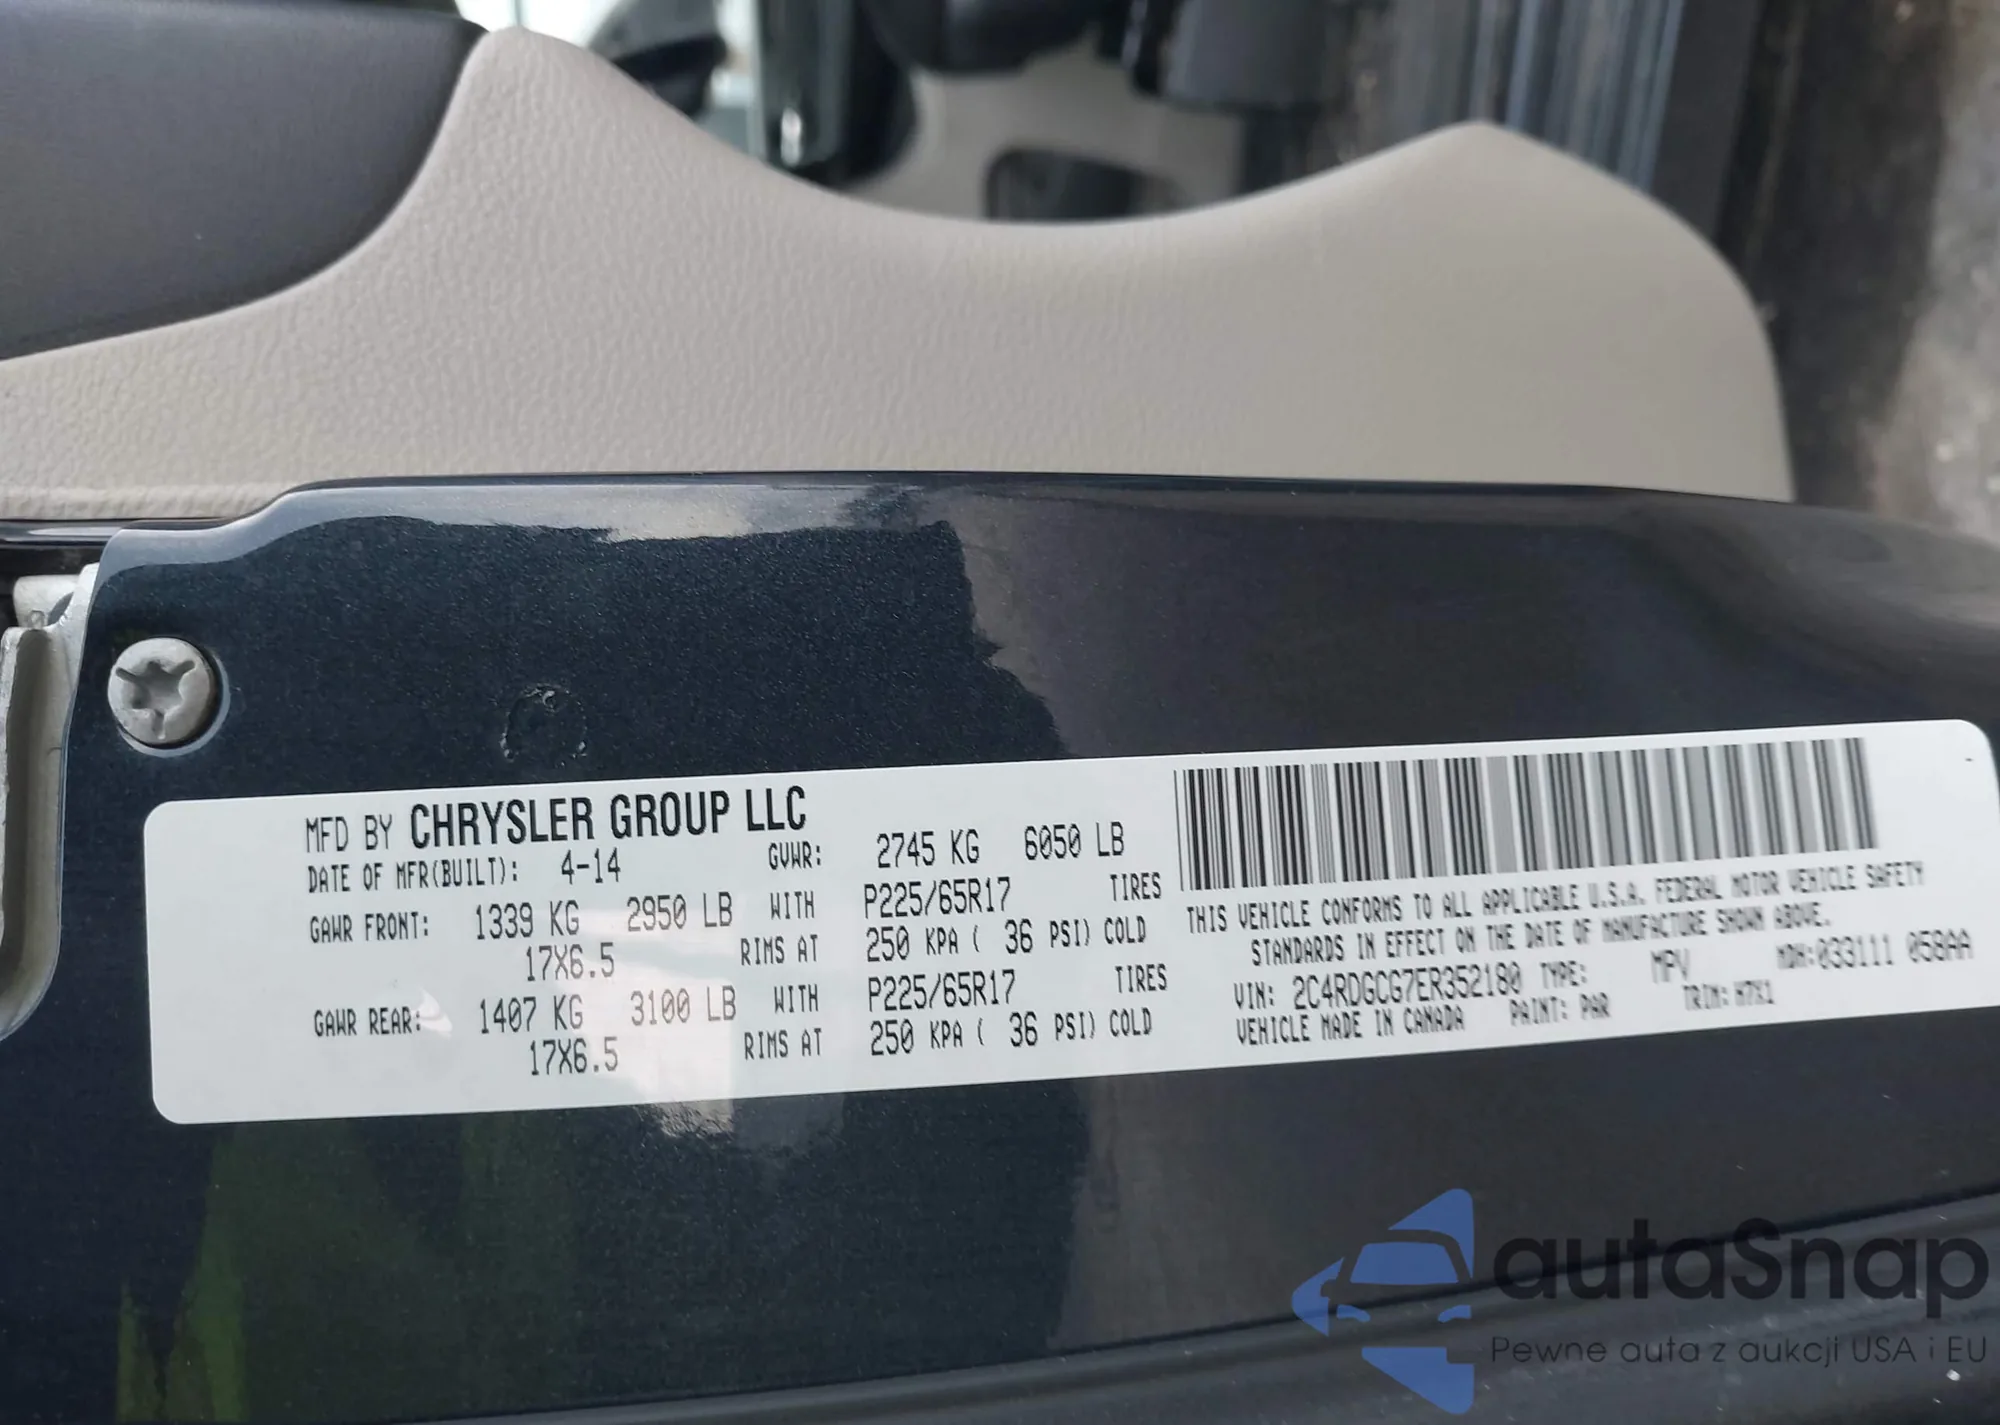 MFD BY CHRYSLER GROUP LLC
DATE OF MFR(BUILT): 4-14 GVWR: 2745 KG 6050 LB
GAWR FRONT: 1339 KG 2950 LB WITH P225/65R17 TIRES
17X6.5 RIMS AT 250 KPA ( 36 PSI) COLD
GAWR REAR: 1407 KG 3100 LB WITH P225/65R17 TIRES
17X6.5 RIMS AT 250 KPA ( 36 PSI) COLD
THIS VEHICLE CONFORMS TO ALL APPLICABLE U.S.A. FEDERAL MOTOR VEHICLE SAFETY
STANDARDS IN EFFECT ON THE DATE OF MANUFACTURE SHOWN ABOVE.
VIN: 2C4RDGCG7ER352180 TYPE: MPV MDH:033111 058AA
VEHICLE MADE IN CANADA PAINT: PAR TRIM: H7X1
autaSnap
Pewne auta z aukcji USA i EU